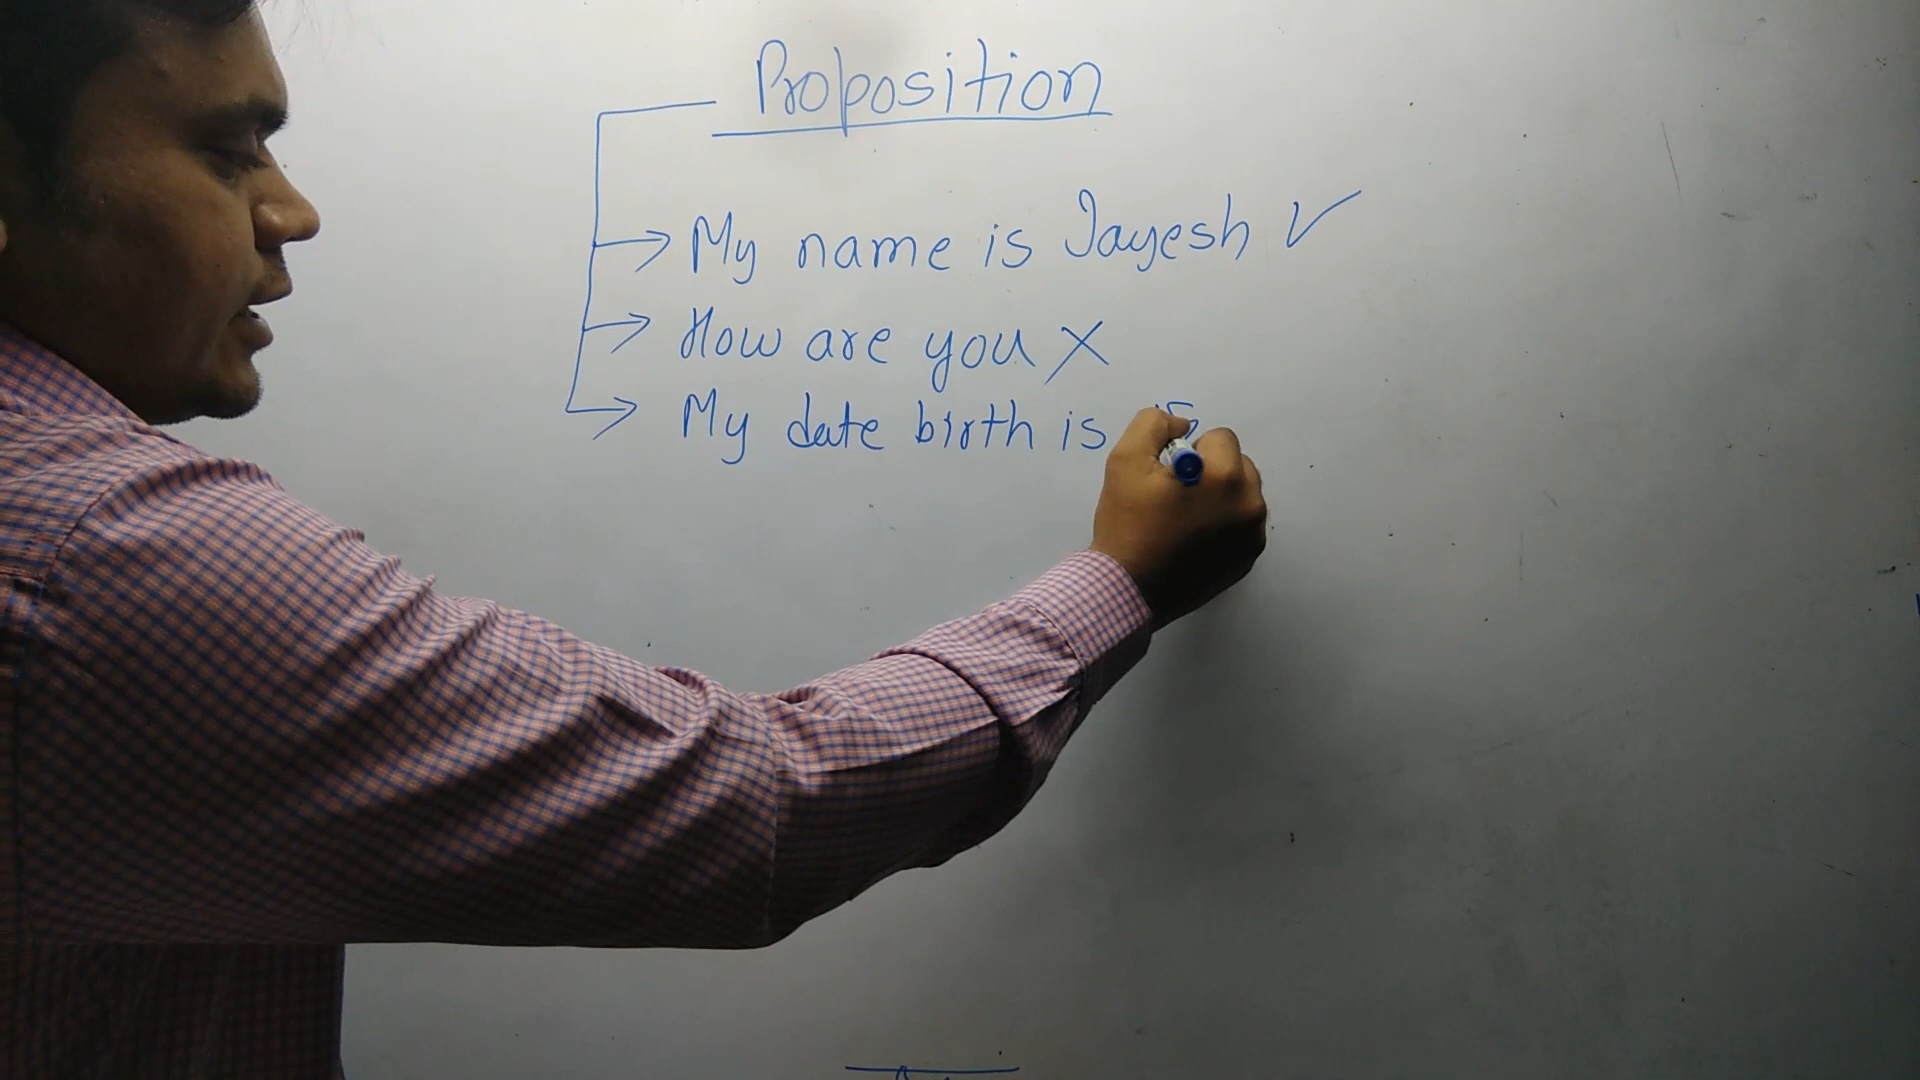 Proposition
My name is Jayesh ✓
How are you X
My date birth is